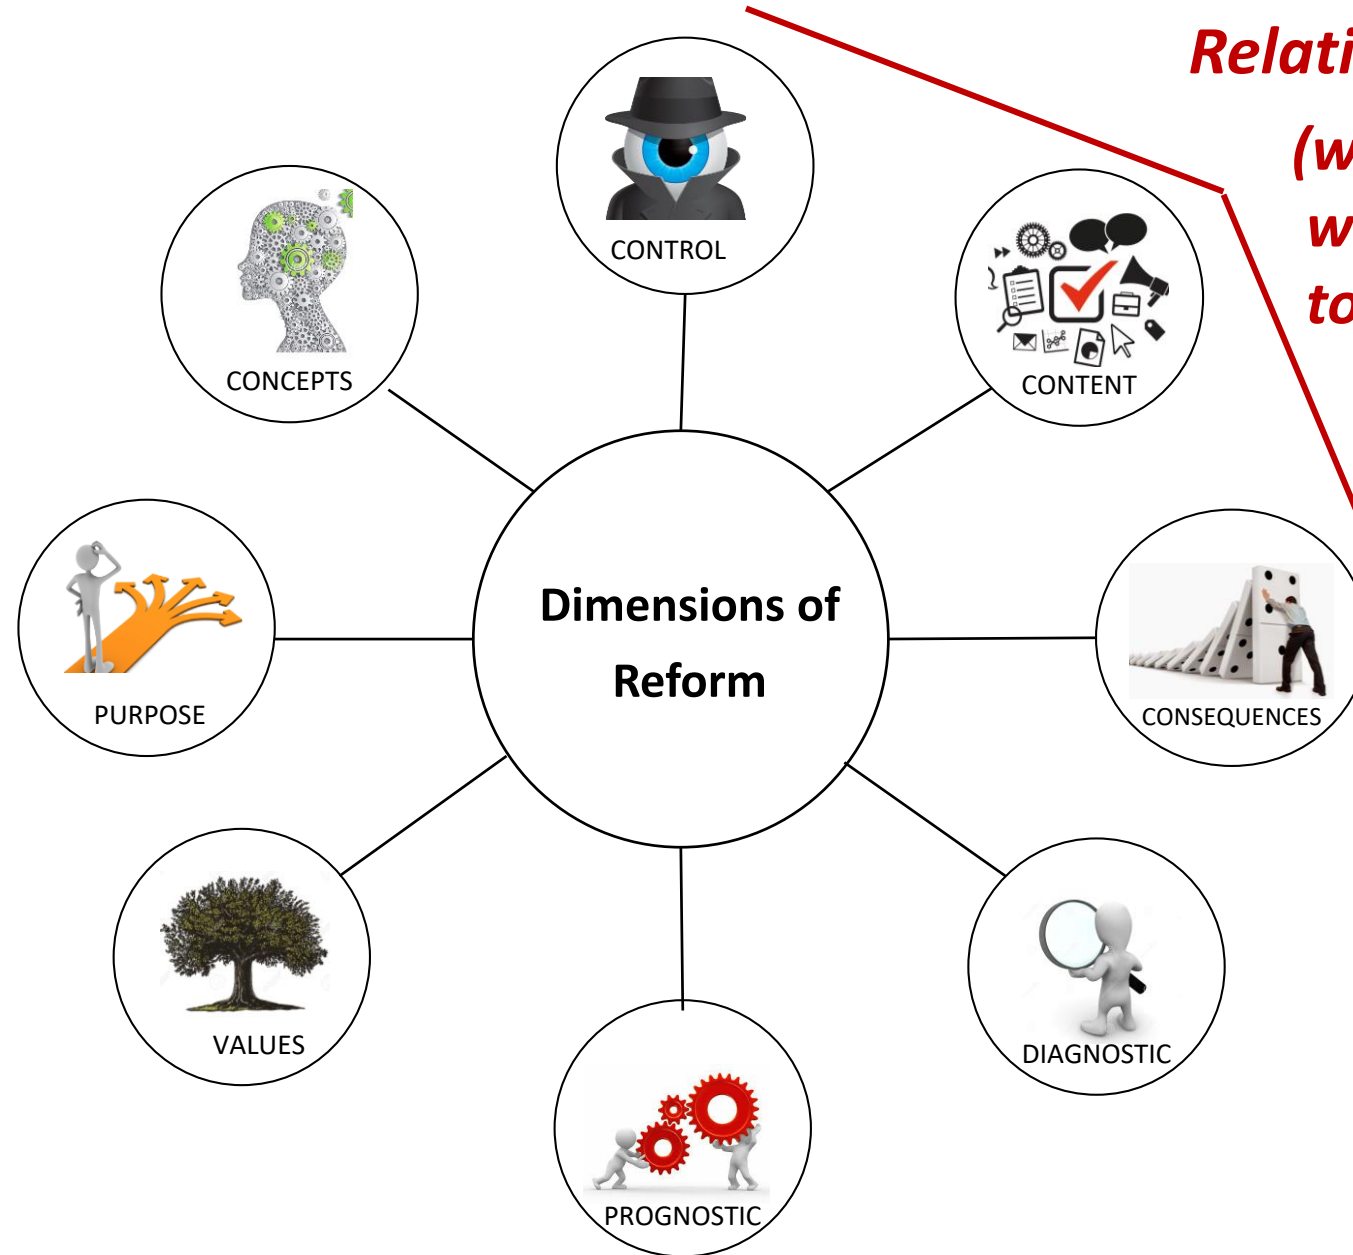 CONTROL
CONCEPTS
CONTENT
Dimensions of
Reform
PURPOSE
CONSEQUENCES
VALUES
DIAGNOSTIC
PROGNOSTIC